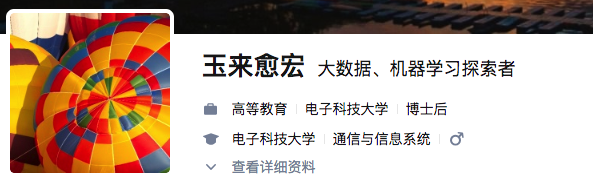 玉来愈宏 大数据、机器学习探索者
高等教育 电子科技大学 博士后
电子科技大学 通信与信息系统
查看详细资料